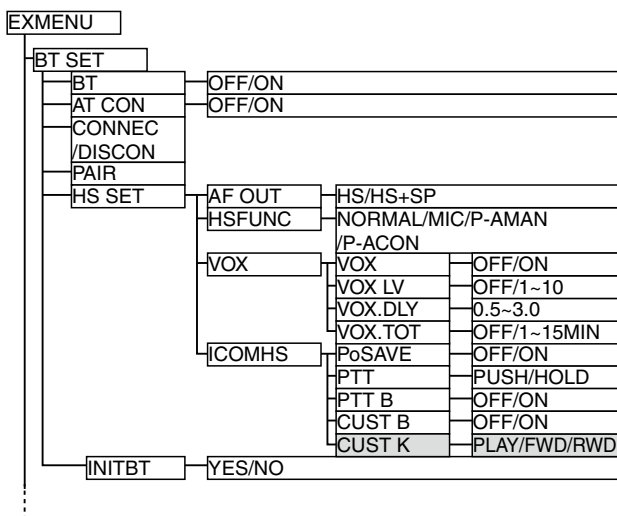 EXMENU
BT SET
BT OFF/ON
AT CON OFF/ON
CONNEC
/DISCON
PAIR
HS SET AF OUT HS/HS+SP
HSFUNC NORMAL/MIC/P-AMAN
/P-ACON
VOX VOX OFF/ON
VOX LV OFF/1~10
VOX.DLY 0.5~3.0
VOX.TOT OFF/1~15MIN
ICOMHS PoSAVE OFF/ON
PTT PUSH/HOLD
PTT B OFF/ON
CUST B OFF/ON
CUST K PLAY/FWD/RWD
INITBT YES/NO